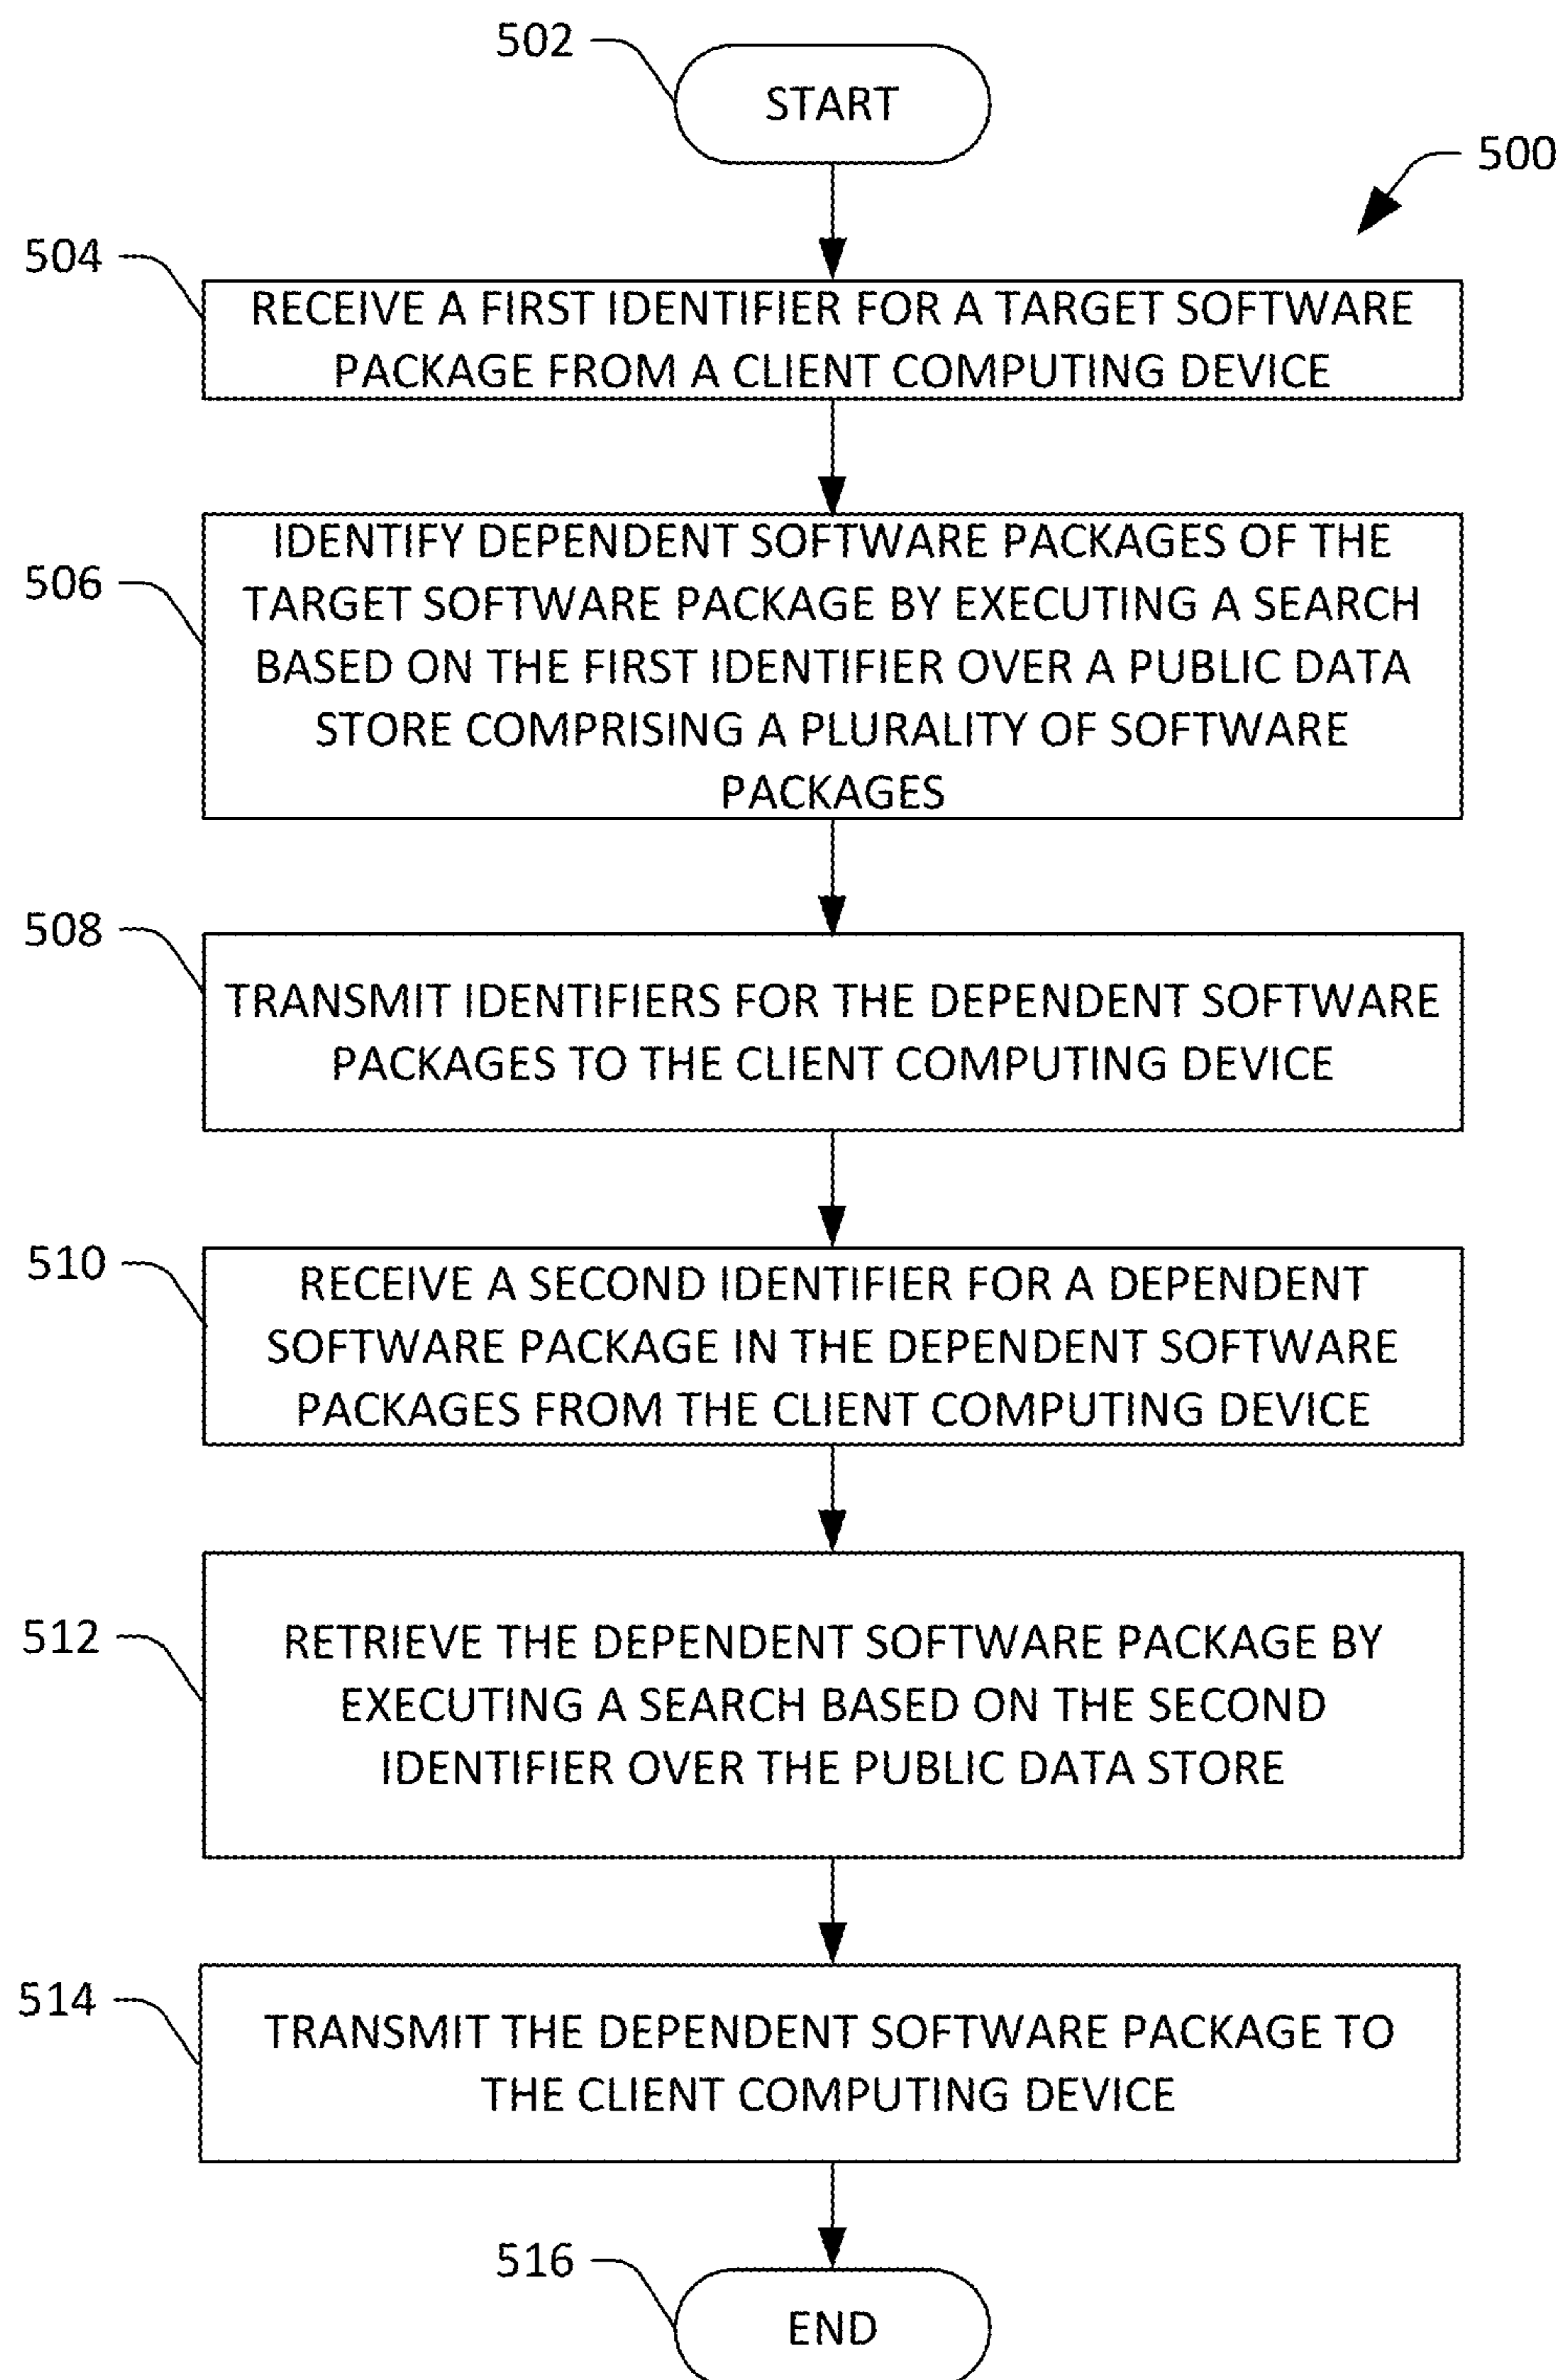 502
START
500
504
RECEIVE A FIRST IDENTIFIER FOR A TARGET SOFTWARE
PACKAGE FROM A CLIENT COMPUTING DEVICE
506
IDENTIFY DEPENDENT SOFTWARE PACKAGES OF THE
TARGET SOFTWARE PACKAGE BY EXECUTING A SEARCH
BASED ON THE FIRST IDENTIFIER OVER A PUBLIC DATA
STORE COMPRISING A PLURALITY OF SOFTWARE
PACKAGES
508
TRANSMIT IDENTIFIERS FOR THE DEPENDENT SOFTWARE
PACKAGES TO THE CLIENT COMPUTING DEVICE
510
RECEIVE A SECOND IDENTIFIER FOR A DEPENDENT
SOFTWARE PACKAGE IN THE DEPENDENT SOFTWARE
PACKAGES FROM THE CLIENT COMPUTING DEVICE
512
RETRIEVE THE DEPENDENT SOFTWARE PACKAGE BY
EXECUTING A SEARCH BASED ON THE SECOND
IDENTIFIER OVER THE PUBLIC DATA STORE
514
TRANSMIT THE DEPENDENT SOFTWARE PACKAGE TO
THE CLIENT COMPUTING DEVICE
516
END